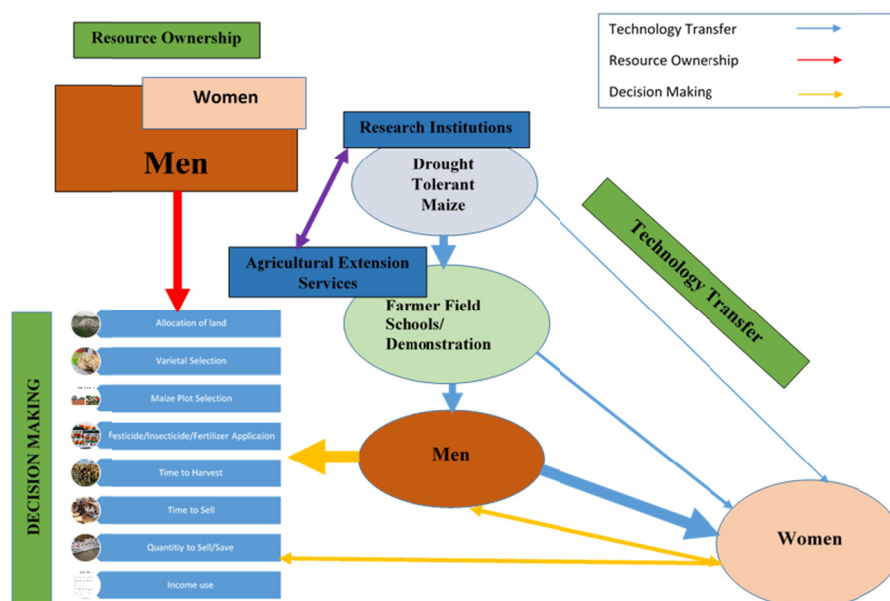 Resource Ownership
Women
Men
Technology Transfer
Resource Ownership
Decision Making
Research Institutions
Drought
Tolerant
Maize
Technology Transfer
Agricultural Extension
Services
Farmer Field
Schools/
Demonstration
DECISION MAKING
Allocation of land
Varietal Selection
Maize Plot Selection
Pesticide/Insecticide/Fertilizer Application
Time to Harvest
Time to Sell
Quantitiy to Sell/Save
Income use
Men
Women